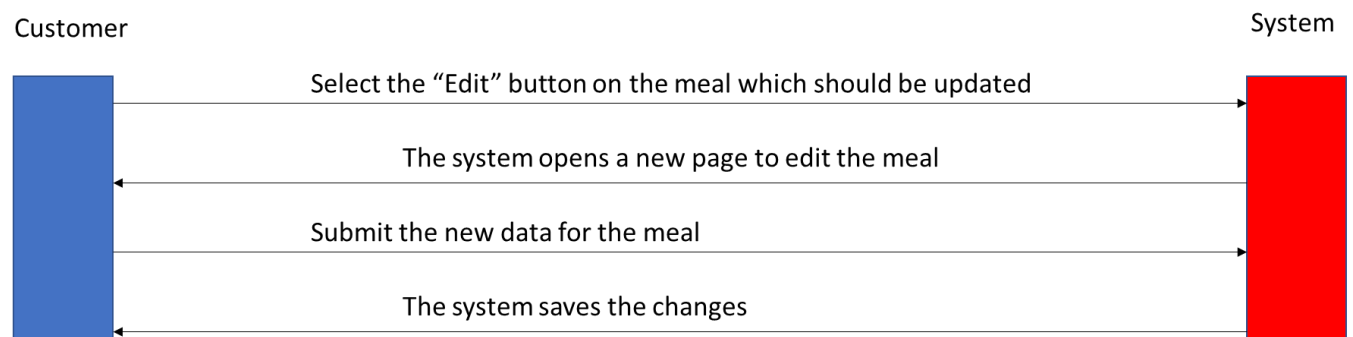 Customer
System
Select the “Edit” button on the meal which should be updated
The system opens a new page to edit the meal
Submit the new data for the meal
The system saves the changes